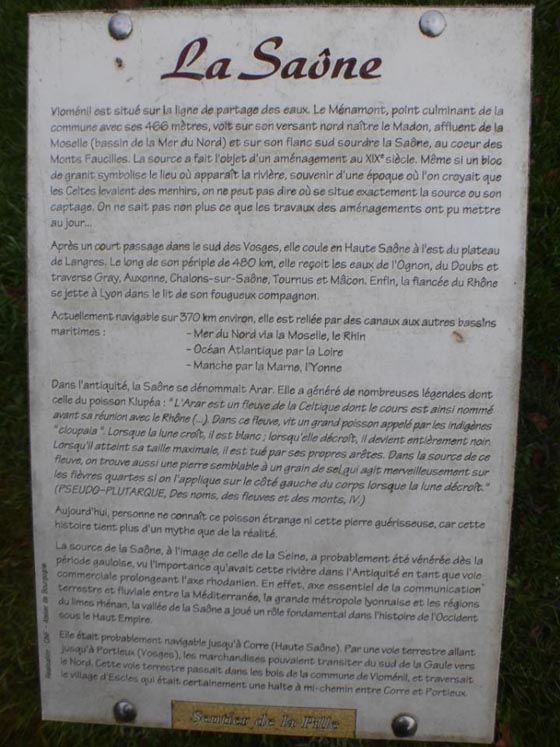 La Saône
Vioménil est situé sur la ligne de partage des eaux. Le Ménamont, point culminant de la
commune avec ses 466 mètres, voit sur son versant nord naître le Madon, affluent de la
Moselle (bassin de la Mer du Nord) et sur son flanc sud sourdre la Saône, au coeur des
Monts Faucilles. La source a fait l'objet d'un aménagement au XIXe siècle. Même si un bloc
de granit symbolise le lieu où apparaît la rivière, souvenir d'une époque où l'on croyait que
les Celtes levaient des menhirs, on ne peut pas dire où se situe exactement la source ou son
captage. On ne sait pas non plus ce que les travaux des aménagements ont pu mettre
au jour...
Après un court passage dans le sud des Vosges, elle coule en Haute Saône à l'est du plateau
de Langres. Le long de son périple de 480 km, elle reçoit les eaux de l'Ognon, du Doubs et
traverse Gray, Auxonne, Chalons-sur-Saône, Tournus et Mâcon. Enfin, la fiancée du Rhône
se jette à Lyon dans le lit de son fougueux compagnon.
Actuellement navigable sur 370 km environ, elle est reliée par des canaux aux autres bassins
maritimes :
- Mer du Nord via la Moselle, le Rhin
- Océan Atlantique par la Loire
- Manche par la Marne, l'Yonne
Dans l'antiquité, la Saône se dénommait Arar. Elle a généré de nombreuses légendes dont
celle du poisson Klupéa : "L'Arar est un fleuve de la Celtique dont le cours est ainsi nommé
avant sa réunion avec le Rhône (...). Dans ce fleuve, vit un grand poisson appelé par les indigènes
"cloupaia". Lorsque la lune croît, il est blanc ; lorsqu'elle décroît, il devient entièrement noir.
Lorsqu'il atteint sa taille maximale, il est tué par ses propres arêtes. Dans la source de ce
fleuve, on trouve aussi une pierre semblable à un grain de sel qui agit merveilleusement sur
les fièvres quartes si on l'applique sur le côté gauche du corps lorsque la lune décroît."
(PSEUDO-PLUTARQUE, Des noms, des fleuves et des monts, IV.)
Aujourd'hui, personne ne connaît ce poisson étrange ni cette pierre guérisseuse, car cette
histoire tient plus d'un mythe que de la réalité.
La source de la Saône, à l'image de celle de la Seine, a probablement été vénérée dès la
période gauloise, vu l'importance qu'avait cette rivière dans l'Antiquité en tant que voie
commerciale prolongeant l'axe rhodanien. En effet, axe essentiel de la communication
terrestre et fluviale entre la Méditerranée, la grande métropole lyonnaise et les régions
du limes rhénan, la vallée de la Saône a joué un rôle fondamental dans l'histoire de l'Occident
sous le Haut Empire.
Elle était probablement navigable jusqu'à Corre (Haute Saône). Par une voie terrestre allant
jusqu'à Portieux (Vosges), les marchandises pouvaient transiter du sud de la Gaule vers
le Nord. Cette voie terrestre passait dans les bois de la commune de Vioménil, et traversait
le village d'Escles qui était certainement une halte à mi-chemin entre Corre et Portieux
Sentier de la Pille